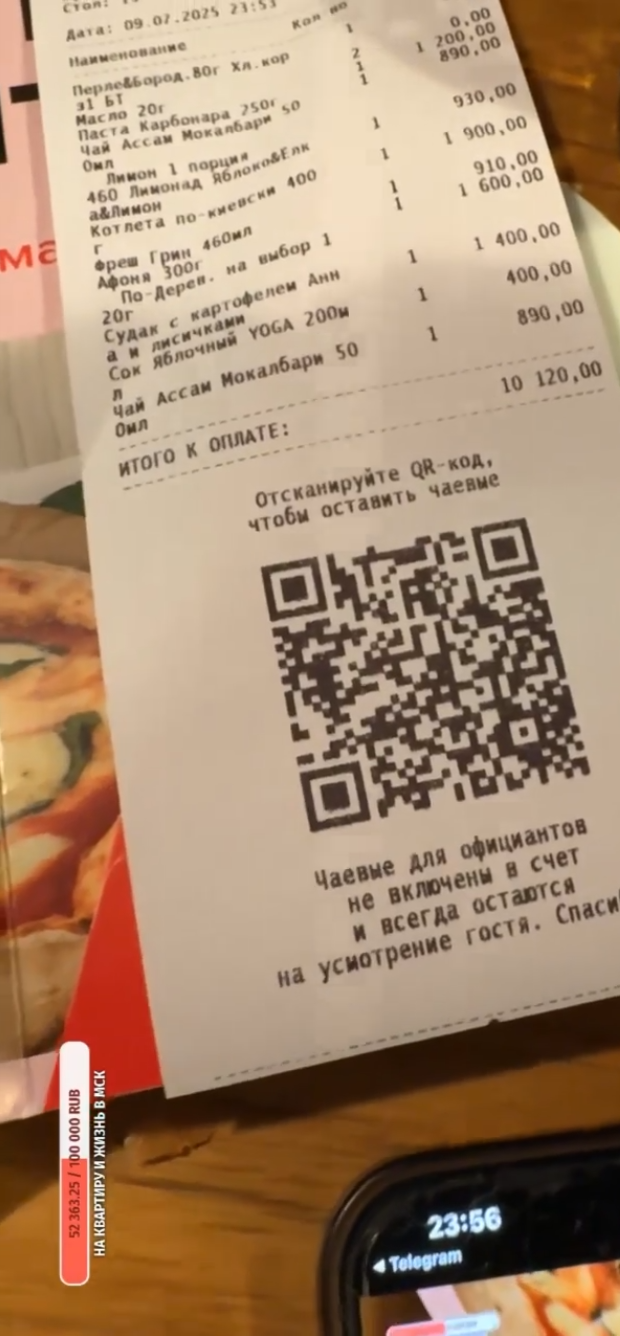 Дата: 09.07.2025 23:53
Наименование Кол-во
Перле&Бород.80г Хл.кор 1 0,00
з1 БТ
Масло 20г 2 1 200,00
Паста Карбонара 250г 1 890,00
Чай Ассам Мокалбари 50 1
0мл
Лимон 1 порция 930,00
460 Лимонад Яблоко&Елк 1
а&Лимон 1 900,00
Котлета по-киевски 400 1
г
Фреш Грин 460мл 1 910,00
Афоня 300г 1 1 600,00
По-Дерев. на выбор 1
20г
Судак с картофелем Анн 1 1 400,00
а и лисичками
Сок Яблочный YOGA 200м 1 400,00
л
Чай Ассам Мокалбари 50 1 890,00
0мл
ИТОГО К ОПЛАТЕ: 10 120,00
Отсканируйте QR-код,
чтобы оставить чаевые
Чаевые для официантов
не включены в счет
и всегда остаются
на усмотрение гостя. Спаси
52 363.25 / 100 000 RUB
НА КВАРТИРУ И ЖИЗНЬ В МСК
23:56
Telegram